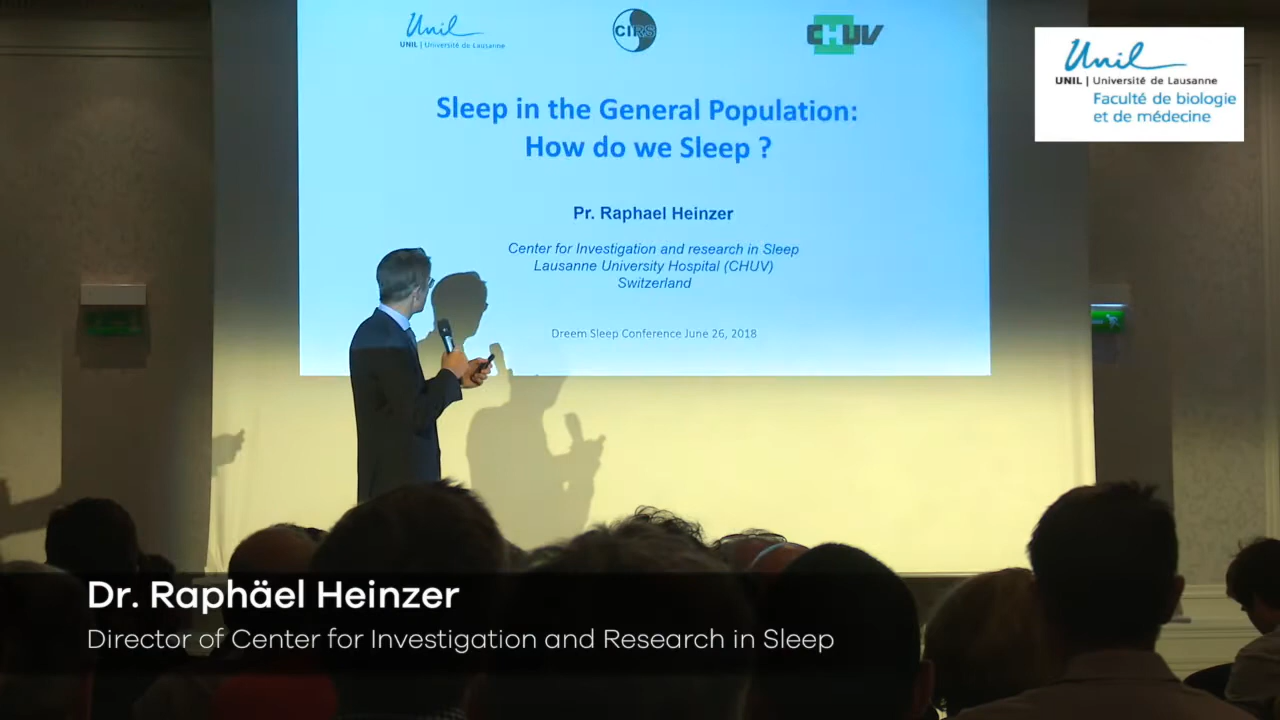 Unil
UNIL | Université de Lausanne
CIRS
CHUV
Sleep in the General Population:
How do we Sleep ?
Pr. Raphael Heinzer
Center for Investigation and research in Sleep
Lausanne University Hospital (CHUV)
Switzerland
Dreem Sleep Conference June 26, 2018
Unil
UNIL | Université de Lausanne
Faculté de biologie
et de médecine
Dr. Raphäel Heinzer
Director of Center for Investigation and Research in Sleep